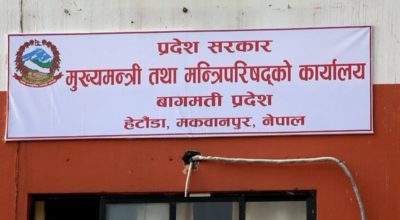 प्रदेश सरकार
मुख्यमन्त्री तथा मन्त्रिपरिषद्को कार्यालय
बागमती प्रदेश
हेटौंडा, मकवानपुर, नेपाल